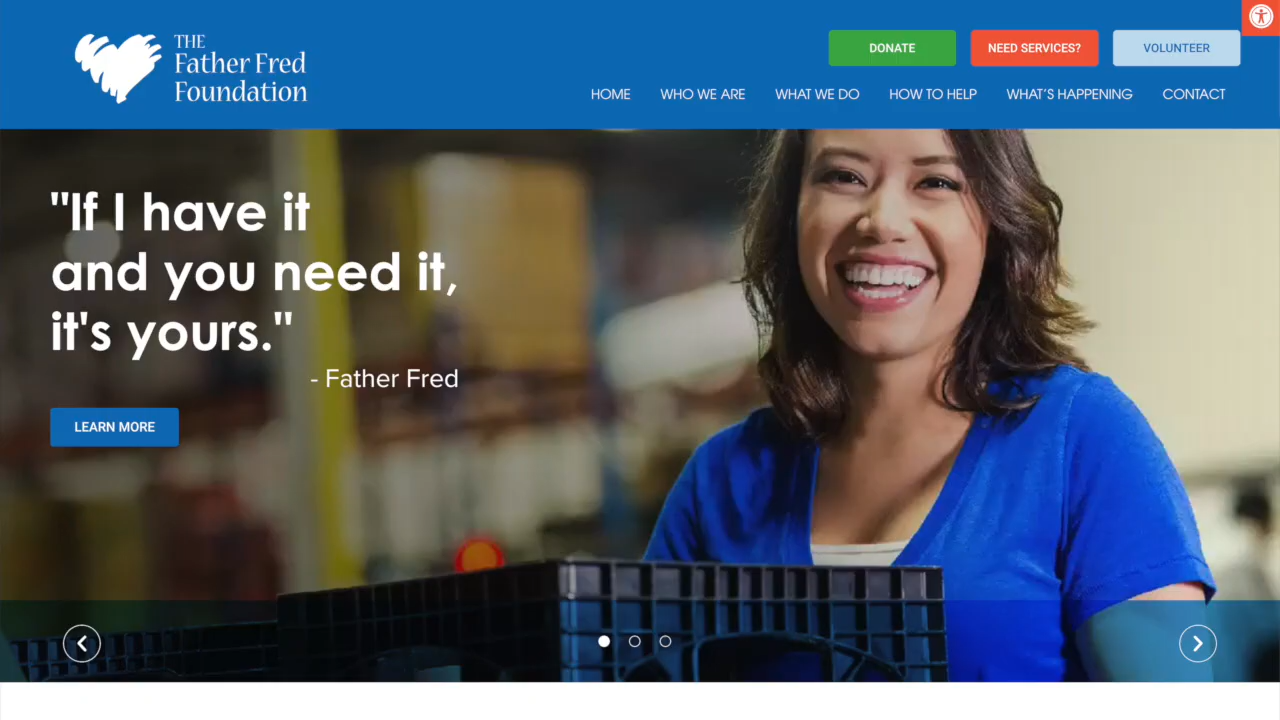 THE
Father Fred
Foundation
DONATE
NEED SERVICES?
VOLUNTEER
HOME
WHO WE ARE
WHAT WE DO
HOW TO HELP
WHAT'S HAPPENING
CONTACT
"If I have it
and you need it,
it's yours."
- Father Fred
LEARN MORE